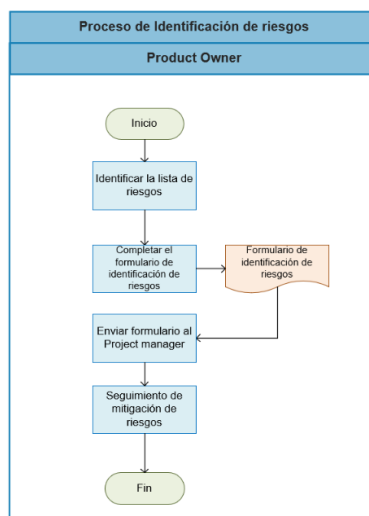 Proceso de Identificación de riesgos
Product Owner
Inicio
Identificar la lista de
riesgos
Completar el
formulario de
identificación de
riesgos
Formulario de
identificación de
riesgos
Enviar formulario al
Project manager
Seguimiento de
mitigación de
riesgos
Fin